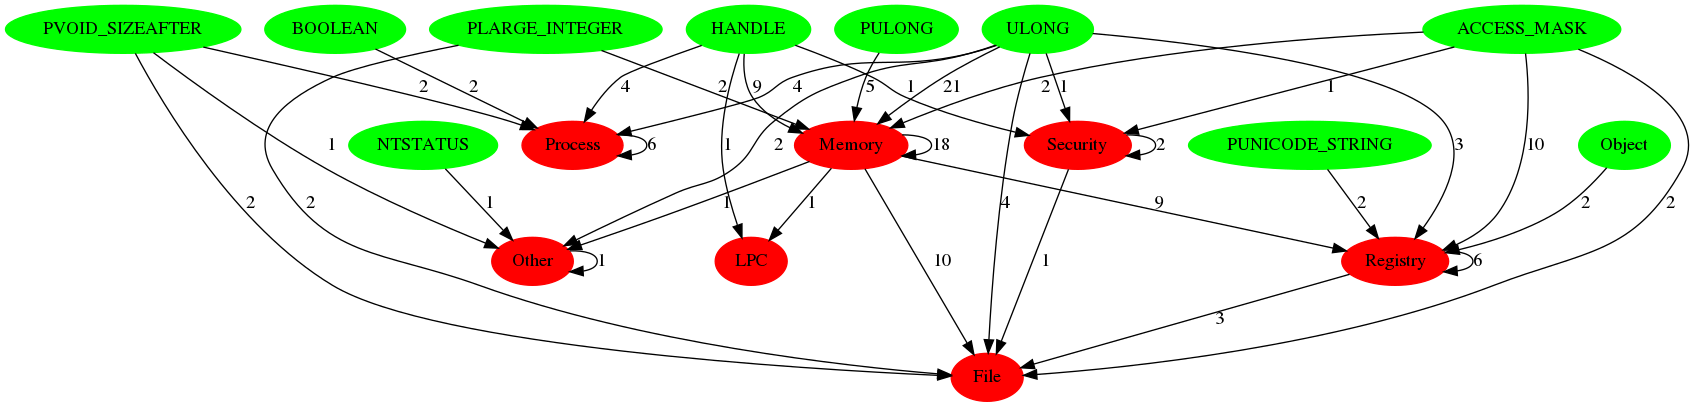 PVOID_SIZEAFTER BOOLEAN PLARGE_INTEGER HANDLE PULONG ULONG ACCESS_MASK
2 2 4 9 2 4 1 5 21 1 2 1
NTSTATUS Process 6 Memory 18 Security 2 PUNICODE_STRING Object
1 1 2 3 10
2 1 2 1 1 1 4 9 2 2 2
Other 1 LPC 10 1 Registry 6
3
File